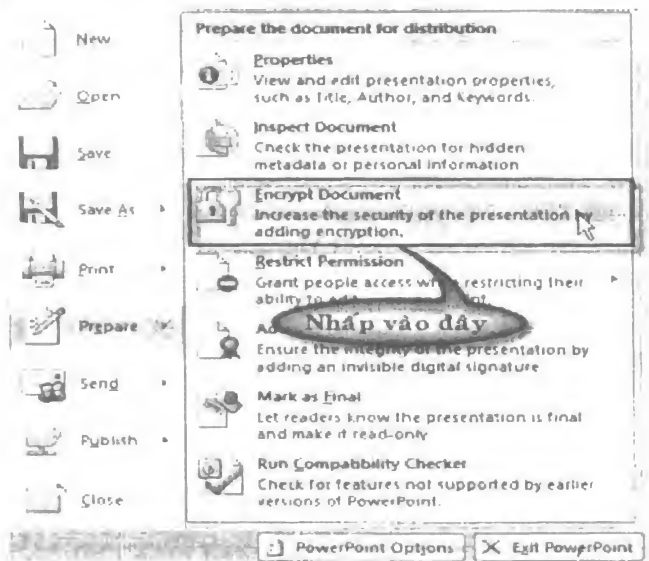 New
Open
Save
Save As
Print
Prepare
Send
Publish
Close
Prepare the document for distribution
Properties
View and edit presentation properties,
such as Title, Author, and Keywords.
Inspect Document
Check the presentation for hidden
metadata or personal information
Encrypt Document
Increase the security of the presentation
adding encryption.
Restrict Permission
Grant people access restricting their
ability to
Nhấp vào đây
Ensure the integrity of the presentation by
adding an invisible digital signature
Mark as Final
Let readers know the presentation is final
and make it read-only
Run Compatibility Checker
Check for features not supported by earlier
versions of PowerPoint.
PowerPoint Options
Exit PowerPoint